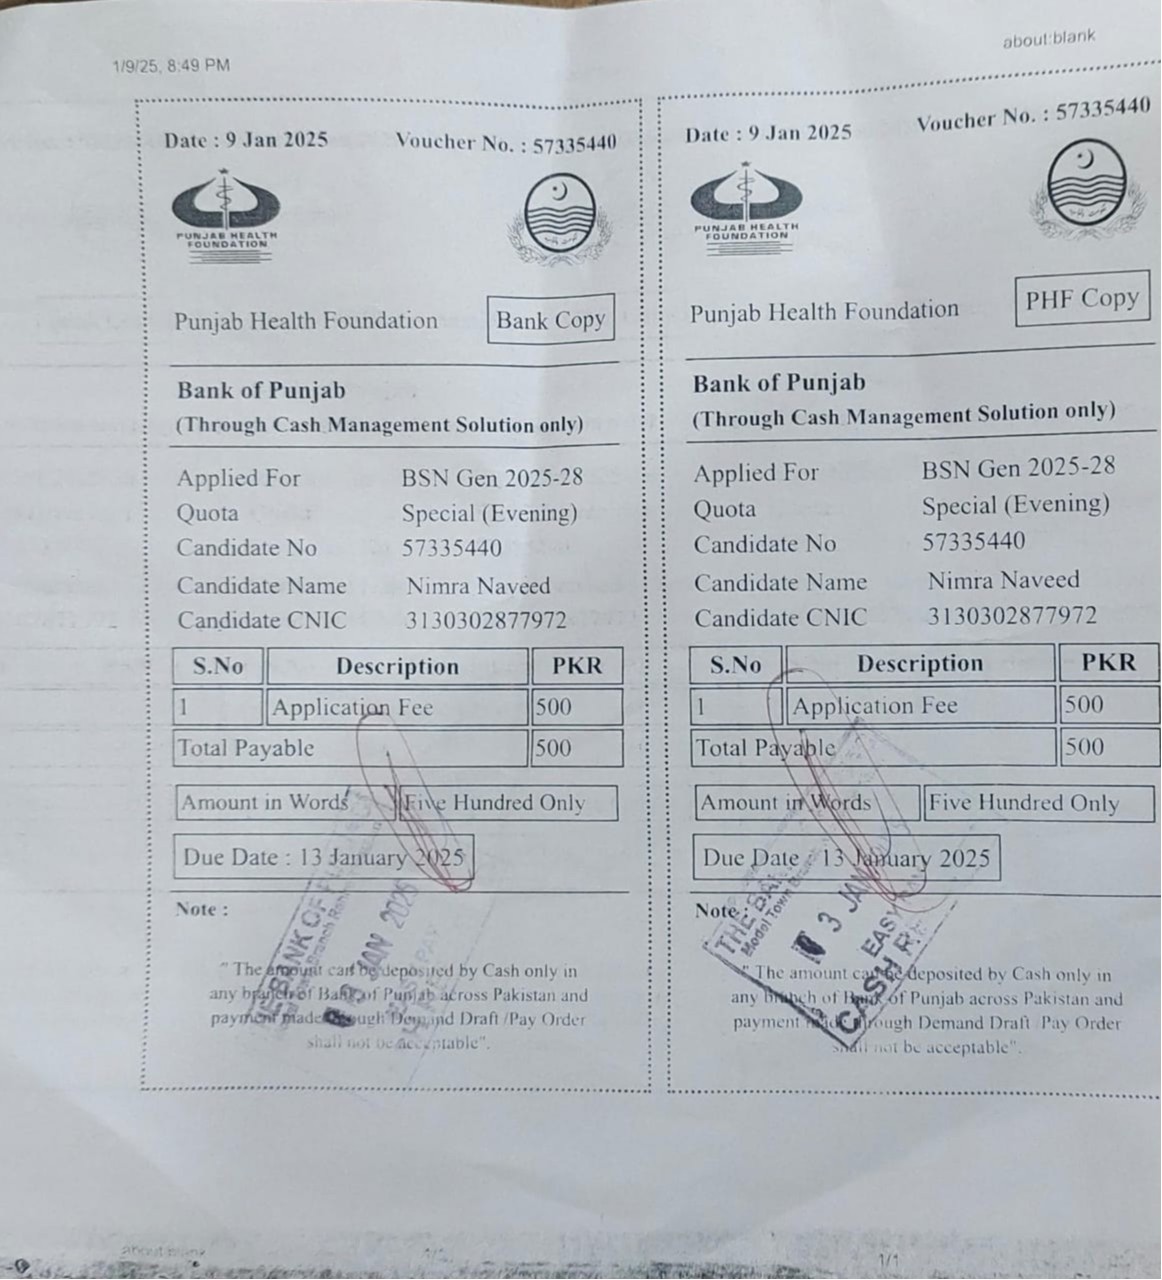 1/9/25, 8:49 PM
about:blank
Date : 9 Jan 2025 Voucher No. : 57335440
PUNJAB HEALTH
FOUNDATION
Punjab Health Foundation Bank Copy
Bank of Punjab
(Through Cash Management Solution only)
Applied For BSN Gen 2025-28
Quota Special (Evening)
Candidate No 57335440
Candidate Name Nimra Naveed
Candidate CNIC 3130302877972
S.No Description PKR
1 Application Fee 500
Total Payable 500
Amount in Words Five Hundred Only
Due Date : 13 January 2025
Note :
" The amount can be deposited by Cash only in
any branch of Bank of Punjab across Pakistan and
payment made through Demand Draft /Pay Order
shall not be acceptable".
BANK OF
JAN 2025
Date : 9 Jan 2025 Voucher No. : 57335440
PUNJAB HEALTH
FOUNDATION
Punjab Health Foundation PHF Copy
Bank of Punjab
(Through Cash Management Solution only)
Applied For BSN Gen 2025-28
Quota Special (Evening)
Candidate No 57335440
Candidate Name Nimra Naveed
Candidate CNIC 3130302877972
S.No Description PKR
1 Application Fee 500
Total Payable 500
Amount in Words Five Hundred Only
Due Date : 13 January 2025
Note :
" The amount can be deposited by Cash only in
any branch of Bank of Punjab across Pakistan and
payment made through Demand Draft /Pay Order
shall not be acceptable".
THE
Model Town Branch
3 JAN
EASY
CASH
about:blank
1/1
1/1